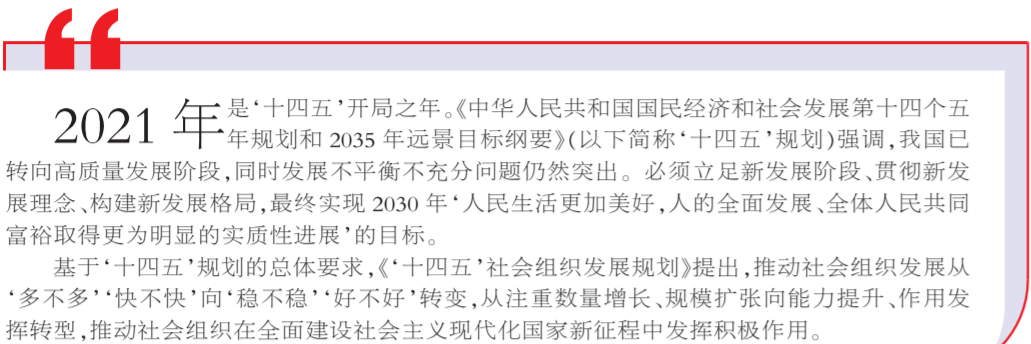 2021 年是‘十四五’开局之年。《中华人民共和国国民经济和社会发展第十四个五
年规划和 2035 年远景目标纲要》(以下简称‘十四五’规划)强调,我国已
转向高质量发展阶段,同时发展不平衡不充分问题仍然突出。必须立足新发展阶段、贯彻新发
展理念、构建新发展格局,最终实现 2030 年‘人民生活更加美好,人的全面发展、全体人民共同
富裕取得更为明显的实质性进展’的目标。
基于‘十四五’规划的总体要求,《‘十四五’社会组织发展规划》提出,推动社会组织发展从
‘多不多’‘快不快’向‘稳不稳’‘好不好’转变,从注重数量增长、规模扩张向能力提升、作用发
挥转型,推动社会组织在全面建设社会主义现代化国家新征程中发挥积极作用。